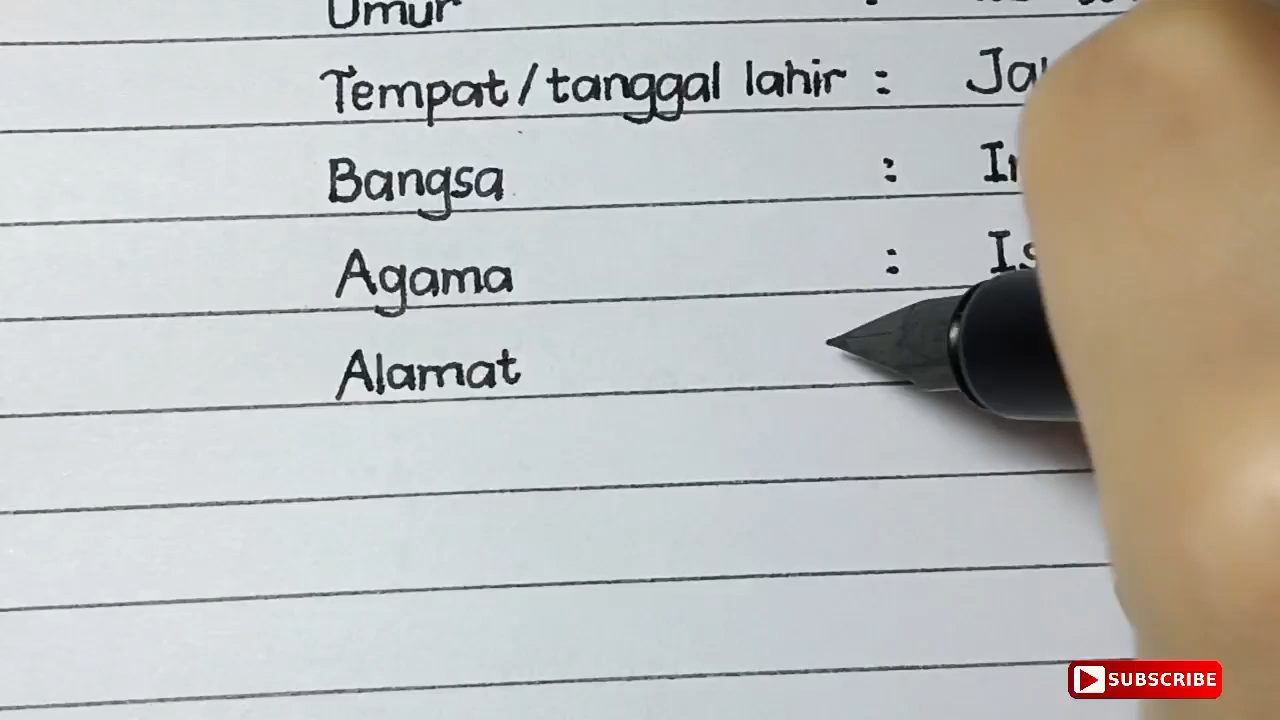 Umur :
Tempat/tanggal lahir :
Bangsa :
Agama :
Alamat
SUBSCRIBE